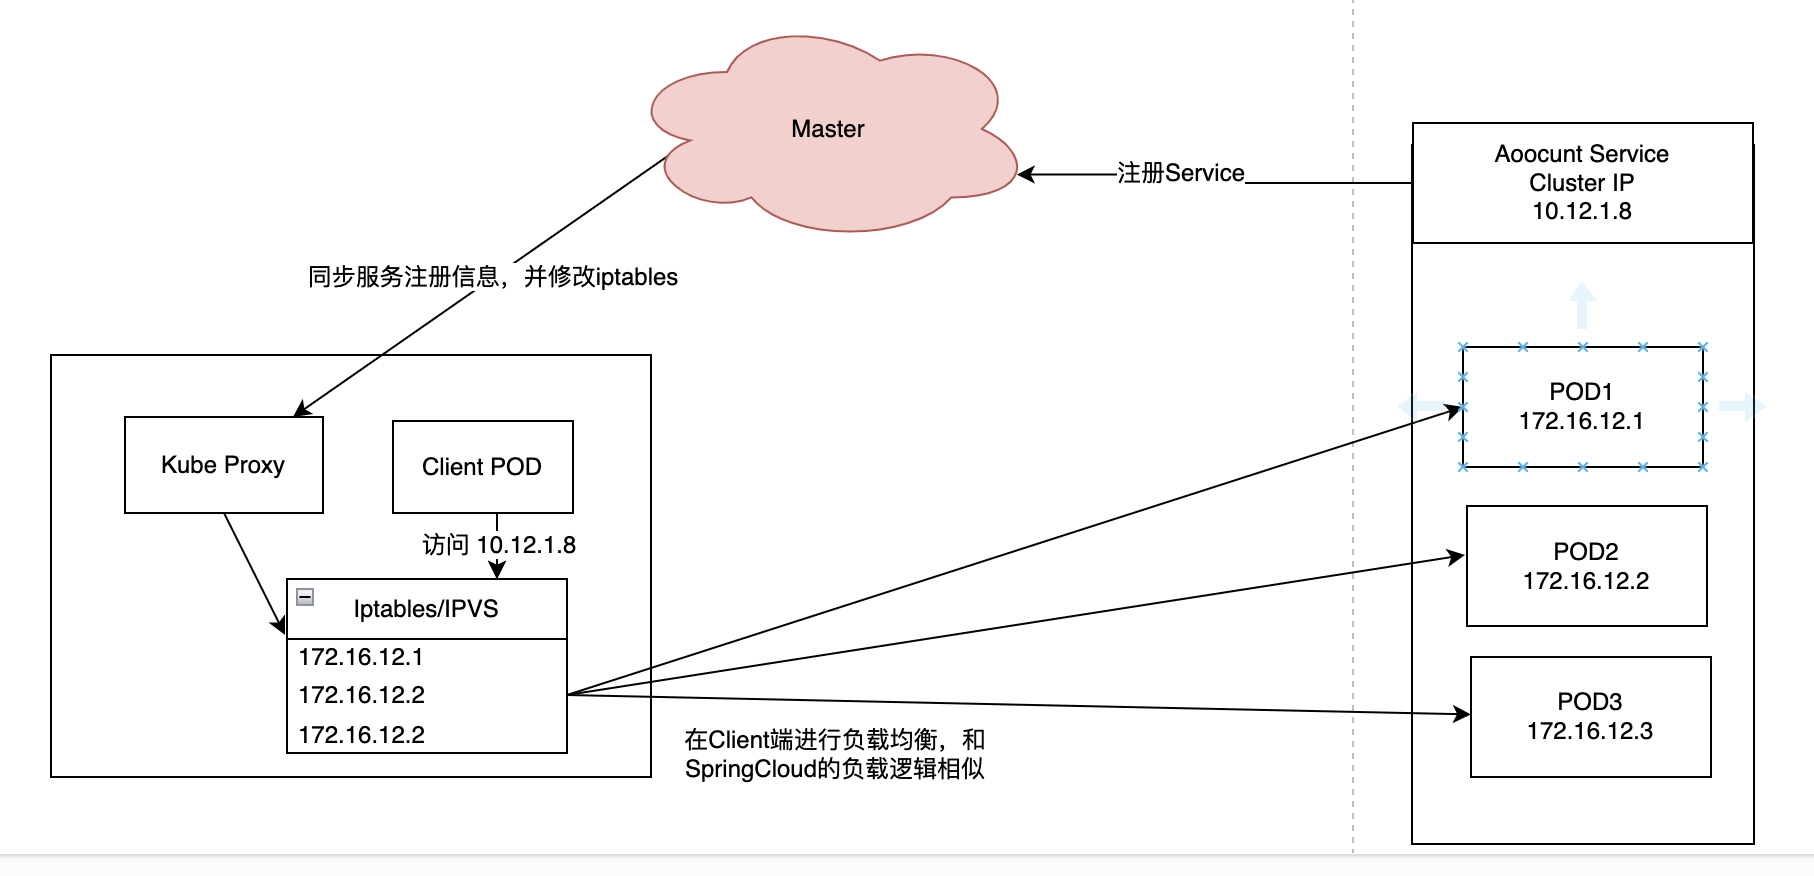 Master
注册Service
Aoocunt Service
Cluster IP
10.12.1.8
同步服务注册信息，并修改iptables
Kube Proxy
Client POD
访问 10.12.1.8
Iptables/IPVS
172.16.12.1
172.16.12.2
172.16.12.2
POD1
172.16.12.1
POD2
172.16.12.2
POD3
172.16.12.3
在Client端进行负载均衡，和
SpringCloud的负载逻辑相似